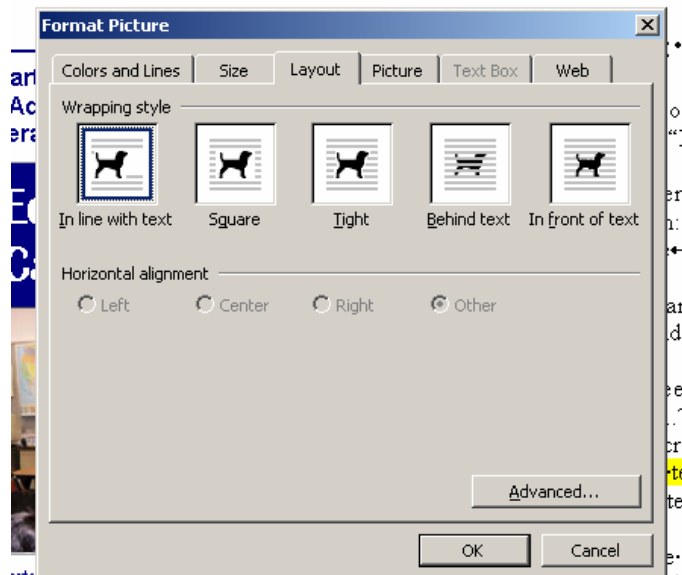 Format Picture
Colors and Lines Size Layout Picture Text Box Web
Wrapping style
In line with text Square Tight Behind text In front of text
Horizontal alignment
Left Center Right Other
Advanced...
OK Cancel